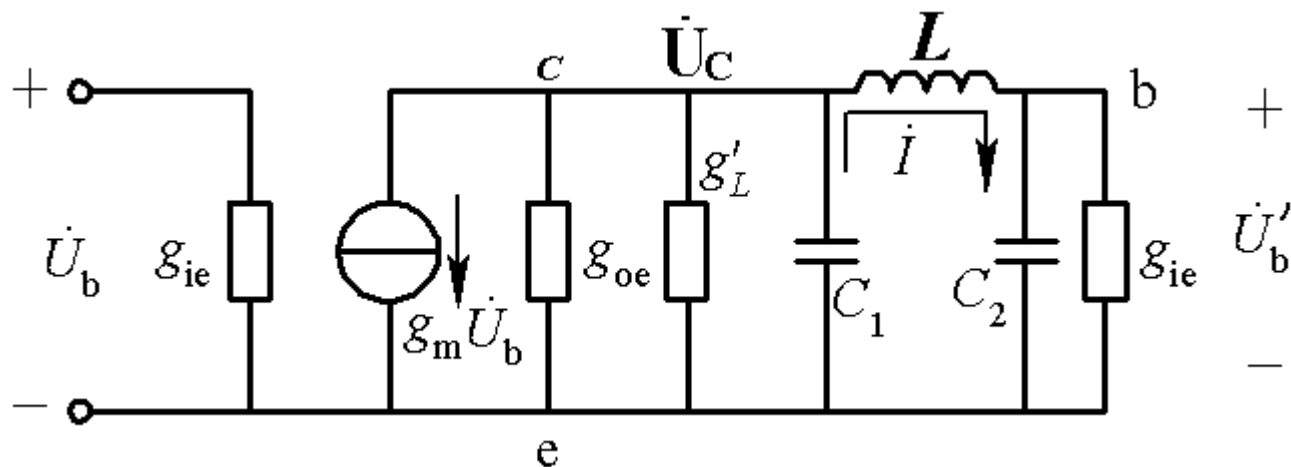 c U̇C L
+ b +
İ
g′L
U̇b gie goe C1 C2 gie U̇′b
gmU̇b
− −
e